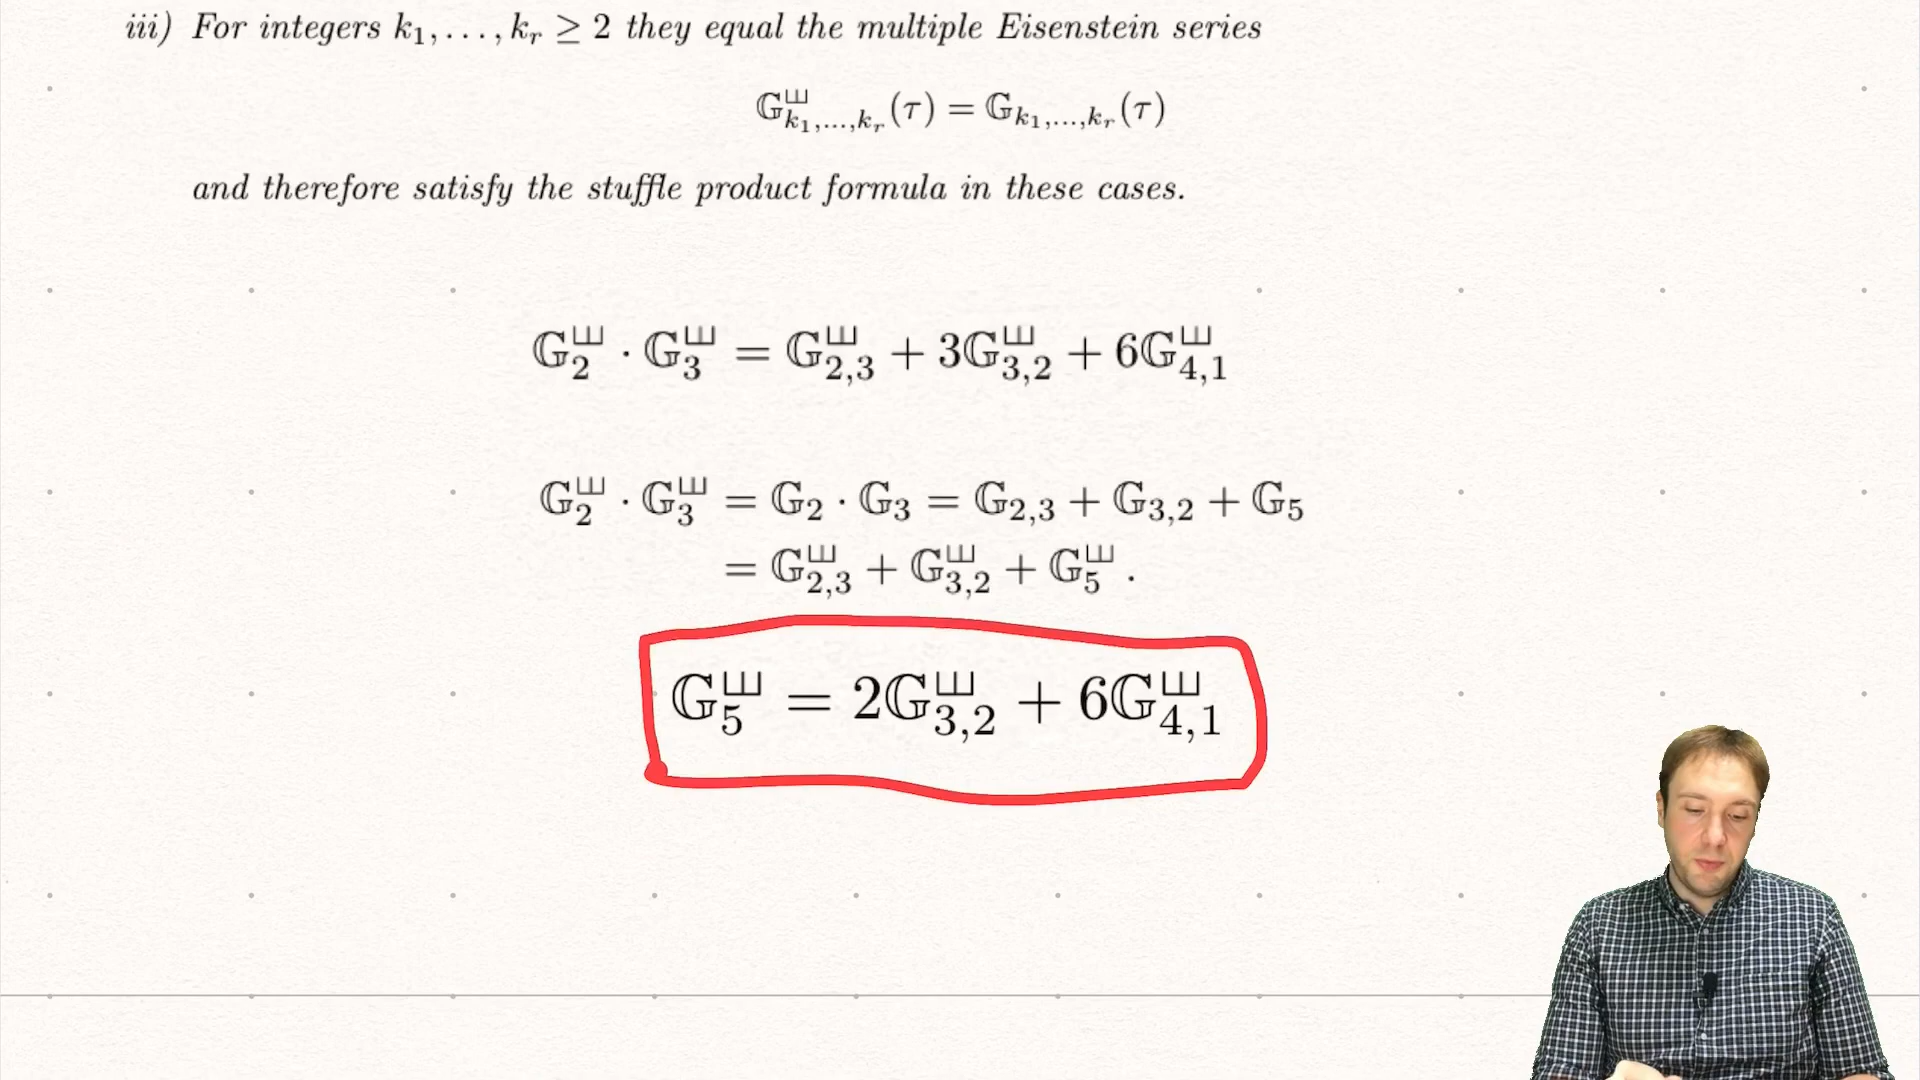 iii) For integers k₁, . . . , kᵣ ≥ 2 they equal the multiple Eisenstein series
𝔾^ш_{k₁,...,kᵣ}(τ) = 𝔾_{k₁,...,kᵣ}(τ)
and therefore satisfy the stuffle product formula in these cases.
𝔾^ш_2 · 𝔾^ш_3 = 𝔾^ш_{2,3} + 3𝔾^ш_{3,2} + 6𝔾^ш_{4,1}
𝔾^ш_2 · 𝔾^ш_3 = 𝔾_2 · 𝔾_3 = 𝔾_{2,3} + 𝔾_{3,2} + 𝔾_5
= 𝔾^ш_{2,3} + 𝔾^ш_{3,2} + 𝔾^ш_5 .
𝔾^ш_5 = 2𝔾^ш_{3,2} + 6𝔾^ш_{4,1}